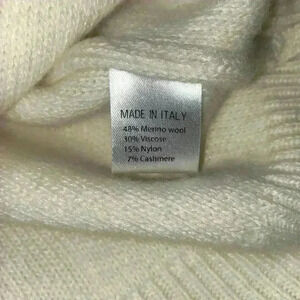 MADE IN ITALY
48% Merino wool
30% Viscose
15% Nylon
7% Cashmere